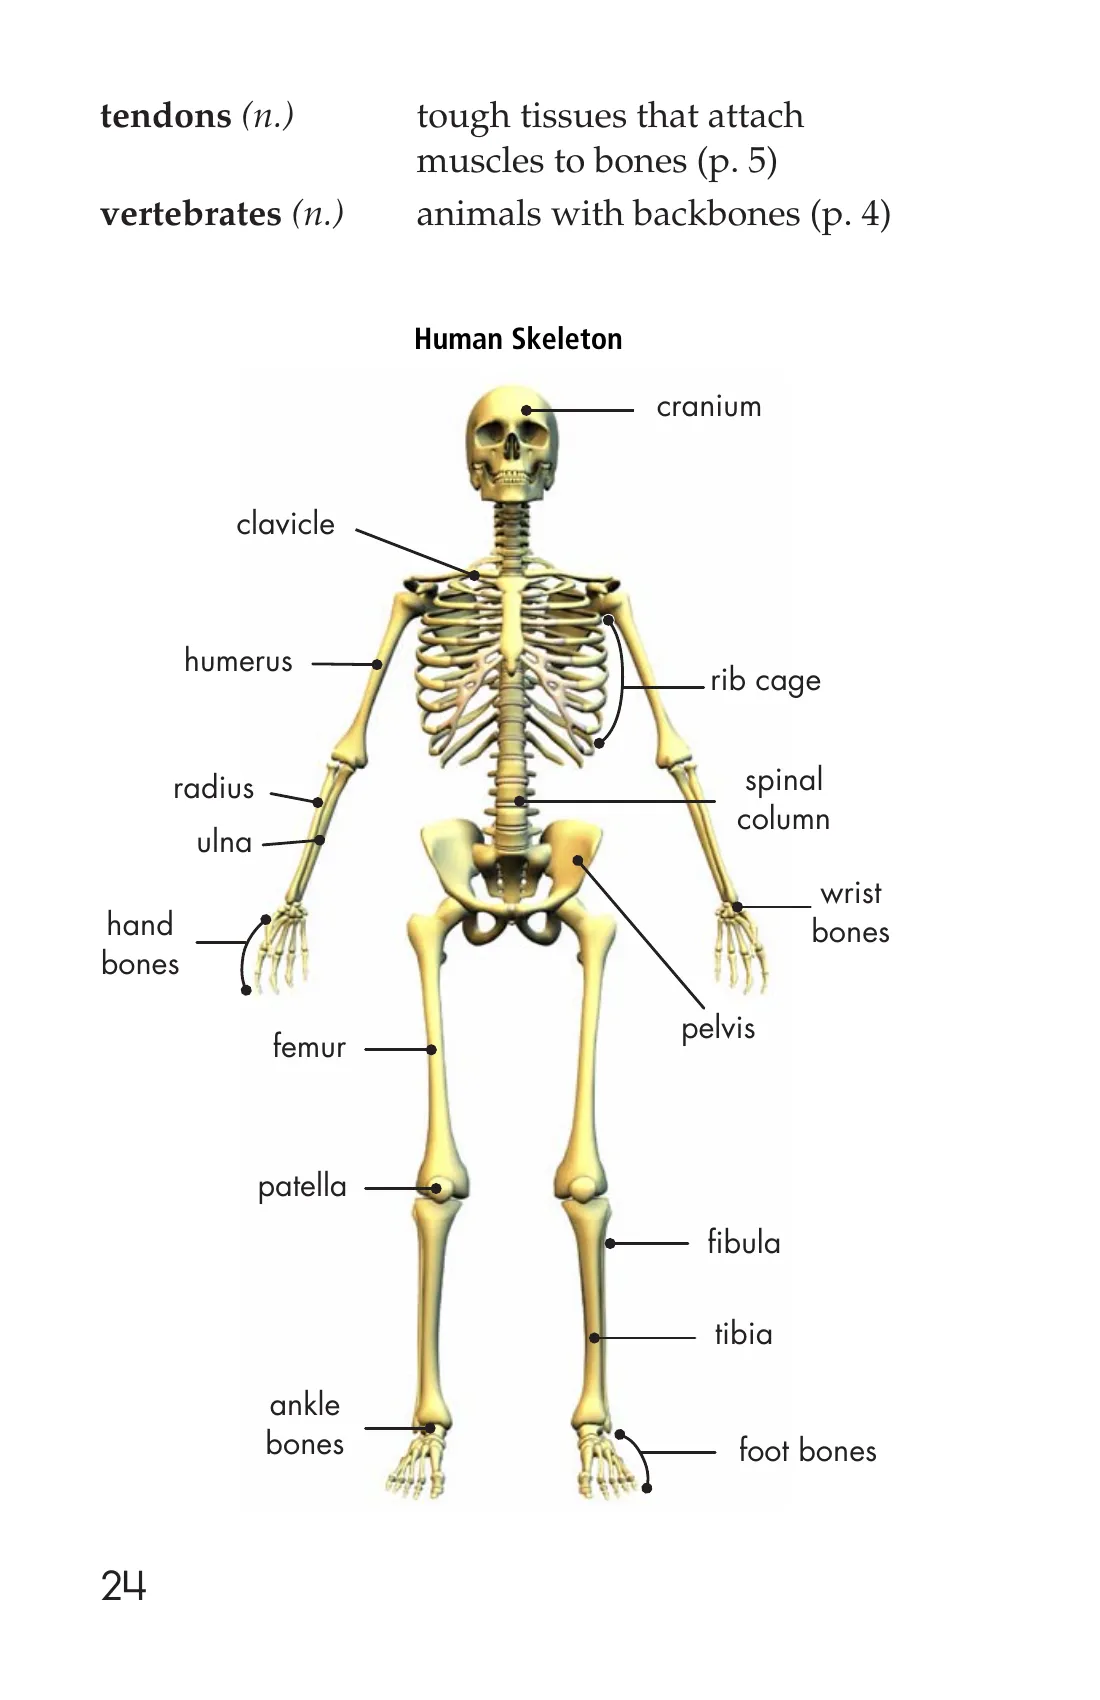 tendons (n.) tough tissues that attach
muscles to bones (p. 5)
vertebrates (n.) animals with backbones (p. 4)
Human Skeleton
cranium
clavicle
humerus
rib cage
radius
spinal
column
ulna
wrist
bones
hand
bones
pelvis
femur
patella
fibula
tibia
ankle
bones
foot bones
24